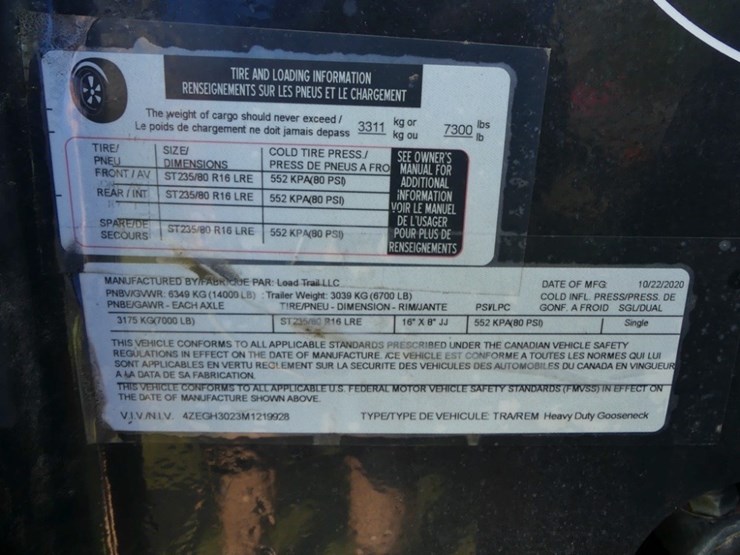 TIRE AND LOADING INFORMATION
RENSEIGNEMENTS SUR LES PNEUS ET LE CHARGEMENT
The weight of cargo should never exceed / 3311 kg or 7300 lbs
Le poids de chargement ne doit jamais depass kg ou lb
TIRE/ SIZE/ COLD TIRE PRESS./
PNEU DIMENSIONS PRESS DE PNEUS A FRO
FRONT / AV ST235/80 R16 LRE 552 KPA(80 PSI)
REAR / INT ST235/80 R16 LRE 552 KPA(80 PSI)
SPARE/DE ST235/80 R16 LRE 552 KPA(80 PSI)
SECOURS
SEE OWNER'S
MANUAL FOR
ADDITIONAL
INFORMATION
VOIR LE MANUEL
DE L'USAGER
POUR PLUS DE
RENSEIGNEMENTS
MANUFACTURED BY/FABRIQUE PAR: Load Trail LLC DATE OF MFG 10/22/2020
PNBV/GVWR: 6349 KG (14000 LB) : Trailer Weight: 3039 KG (6700 LB) COLD INFL. PRESS/PRESS. DE
PNBE/GAWR - EACH AXLE TIRE/PNEU - DIMENSION - RIM/JANTE PSI/LPC GONF. A FROID SGL/DUAL
3175 KG(7000 LB) ST235/80 R16 LRE 16" X 8" JJ 552 KPA(80 PSI) Single
THIS VEHICLE CONFORMS TO ALL APPLICABLE STANDARDS PRESCRIBED UNDER THE CANADIAN VEHICLE SAFETY
REGULATIONS IN EFFECT ON THE DATE OF MANUFACTURE. /CE VEHICLE EST CONFORME A TOUTES LES NORMES QUI LUI
SONT APPLICABLES EN VERTU REGLEMENT SUR LA SECURITE DES VEHICULES DES AUTOMOBILES DU CANADA EN VINGUEUR
A LA DATA DE SA FABRICATION.
THIS VEHICLE CONFORMS TO ALL APPLICABLE U.S. FEDERAL MOTOR VEHICLE SAFETY STANDARDS (FMVSS) IN EFFECT ON
THE DATE OF MANUFACTURE SHOWN ABOVE.
V.I.V./N.I.V. 4ZEGH3023M1219928 TYPE/TYPE DE VEHICULE: TRA/REM Heavy Duty Gooseneck